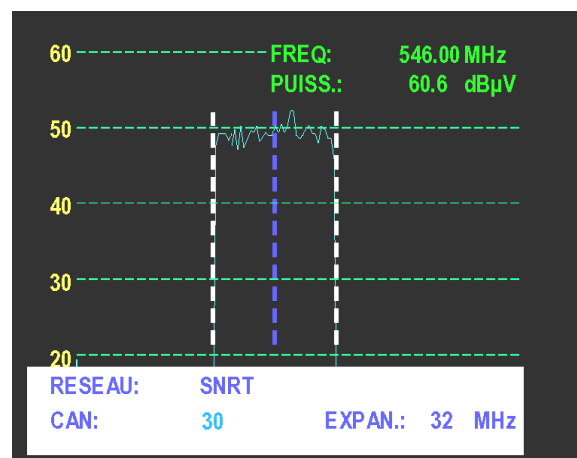 60 FREQ: 546.00 MHz
PUISS.: 60.6 dBµV
50
40
30
20
RESEAU: SNRT
CAN: 30 EXPAN.: 32 MHz